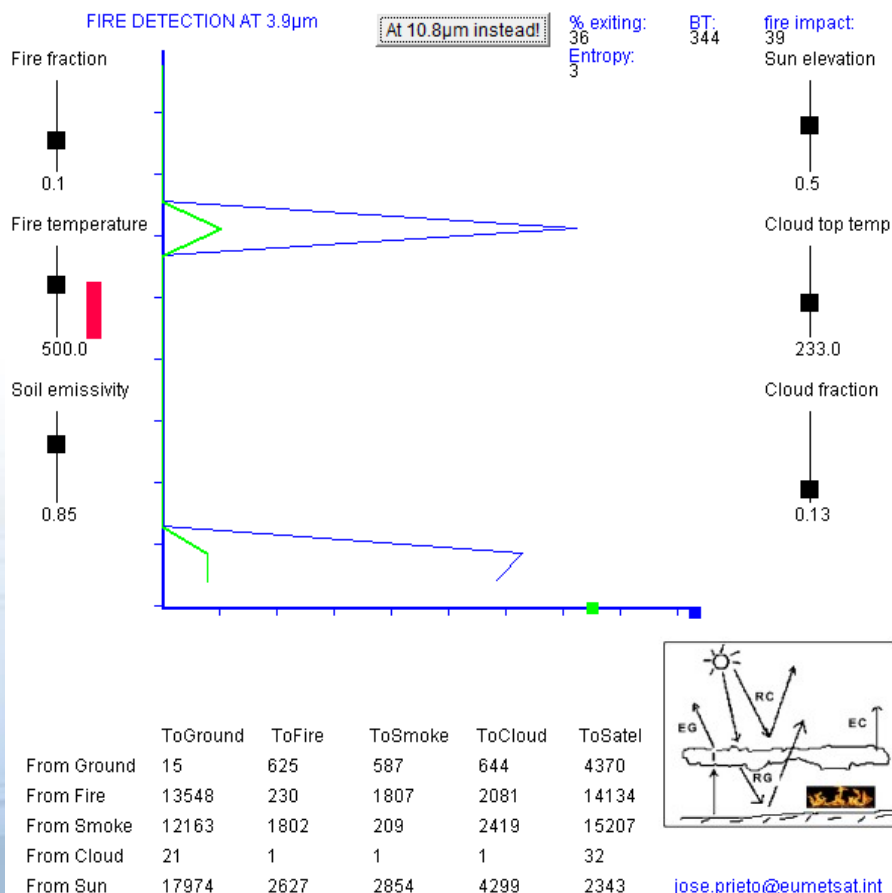 FIRE DETECTION AT 3.9µm
At 10.8µm instead!
% exiting:
36
BT:
344
fire impact:
39
Entropy:
3
Fire fraction
0.1
Sun elevation
0.5
Fire temperature
500.0
Cloud top temp
233.0
Soil emissivity
0.85
Cloud fraction
0.13
RC
EG
EC
RG
ToGround ToFire ToSmoke ToCloud ToSatel
From Ground 15 625 587 644 4370
From Fire 13548 230 1807 2081 14134
From Smoke 12163 1802 209 2419 15207
From Cloud 21 1 1 1 32
From Sun 17974 2627 2854 4299 2343
jose.prieto@eumetsat.int